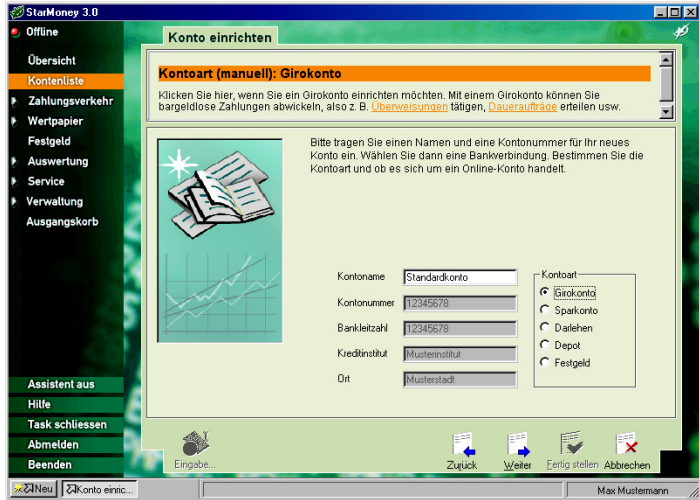 StarMoney 3.0
Offline
Übersicht
Kontenliste
Zahlungsverkehr
Wertpapier
Festgeld
Auswertung
Service
Verwaltung
Ausgangskorb
Assistent aus
Hilfe
Task schliessen
Abmelden
Beenden
Konto einrichten
Kontoart (manuell): Girokonto
Klicken Sie hier, wenn Sie ein Girokonto einrichten möchten. Mit einem Girokonto können Sie
bargeldlose Zahlungen abwickeln, also z. B. Überweisungen tätigen, Daueraufträge erteilen usw.
Bitte tragen Sie einen Namen und eine Kontonummer für Ihr neues
Konto ein. Wählen Sie dann eine Bankverbindung. Bestimmen Sie die
Kontoart und ob es sich um ein Online-Konto handelt.
Kontoname Standardkonto
Kontonummer 12345678
Bankleitzahl 12345678
Kreditinstitut Musterinstitut
Ort Musterstadt
Kontoart
Girokonto
Sparkonto
Darlehen
Depot
Festgeld
Eingabe... Zurück Weiter Fertig stellen Abbrechen
Neu Konto einric... Max Mustemann